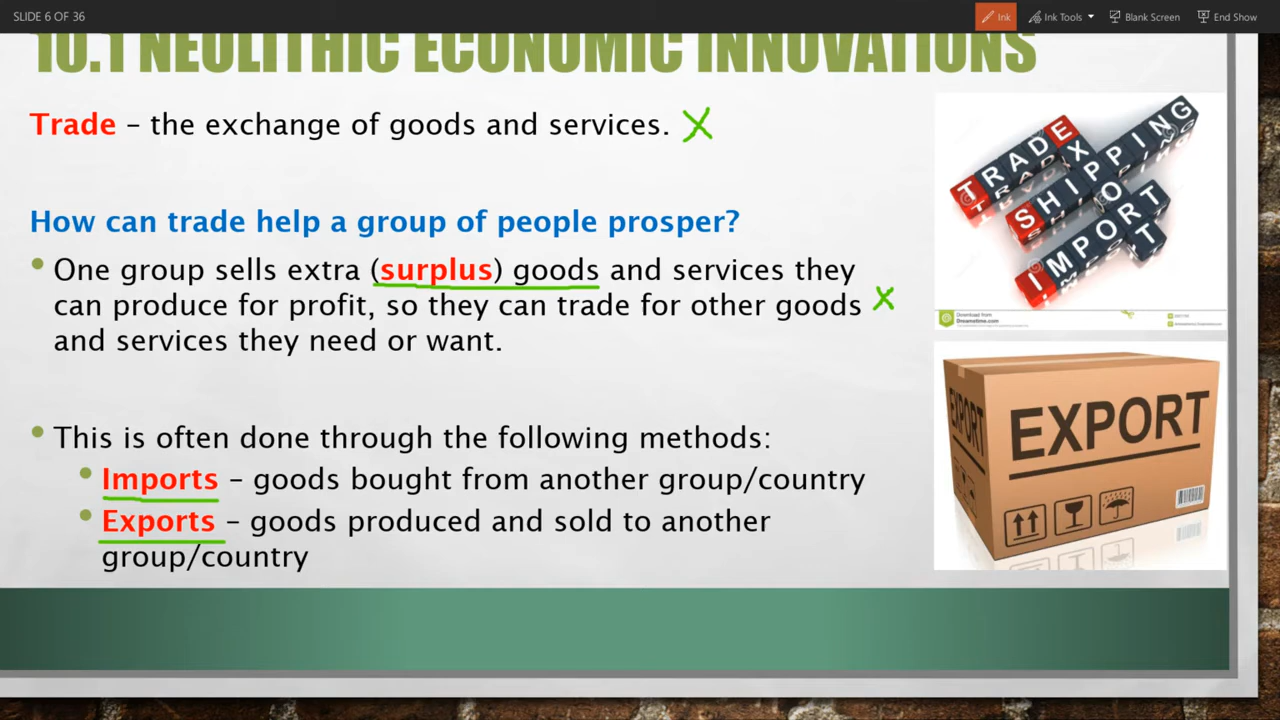 SLIDE 6 OF 36
Ink
Ink Tools
Blank Screen
End Show
10.1 NEOLITHIC ECONOMIC INNOVATIONS
Trade – the exchange of goods and services. X
How can trade help a group of people prosper?
• One group sells extra (surplus) goods and services they
can produce for profit, so they can trade for other goods X
and services they need or want.
• This is often done through the following methods:
• Imports – goods bought from another group/country
• Exports – goods produced and sold to another
group/country
TRADE
SHIPPING
EXPORT
IMPORT
Download from
Dreamstime.com
EXPORT
EXPORT